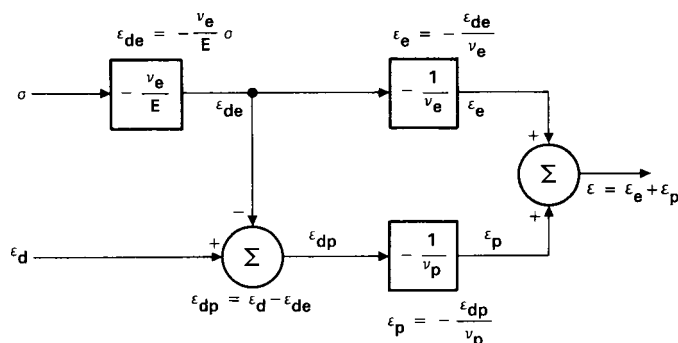 ε_de = − ν_e/E σ
ε_e = − ε_de/ν_e
σ
− ν_e/E
ε_de
− 1/ν_e
ε_e
+
Σ
ε = ε_e + ε_p
+
−
ε_d
+
Σ
ε_dp
− 1/ν_p
ε_p
ε_dp = ε_d − ε_de
ε_p = − ε_dp/ν_p